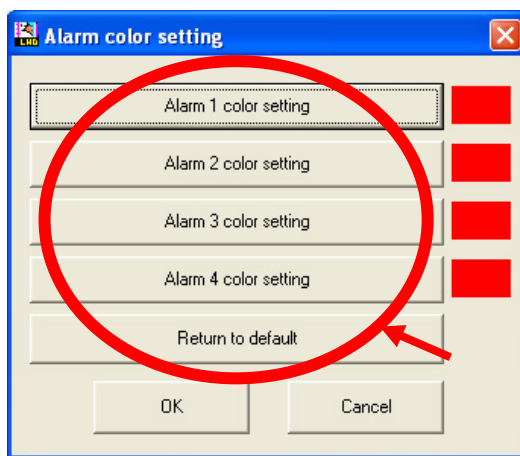 LHD Alarm color setting
Alarm 1 color setting
Alarm 2 color setting
Alarm 3 color setting
Alarm 4 color setting
Return to default
OK Cancel